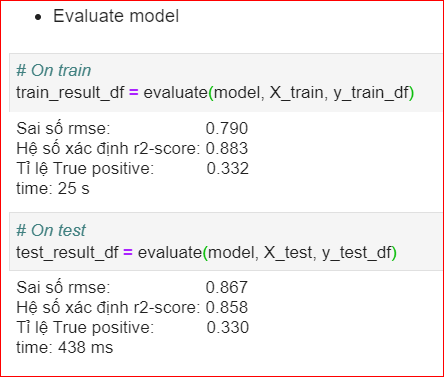 Evaluate model
# On train
train_result_df = evaluate(model, X_train, y_train_df)
Sai số rmse: 0.790
Hệ số xác định r2-score: 0.883
Tỉ lệ True positive: 0.332
time: 25 s
# On test
test_result_df = evaluate(model, X_test, y_test_df)
Sai số rmse: 0.867
Hệ số xác định r2-score: 0.858
Tỉ lệ True positive: 0.330
time: 438 ms